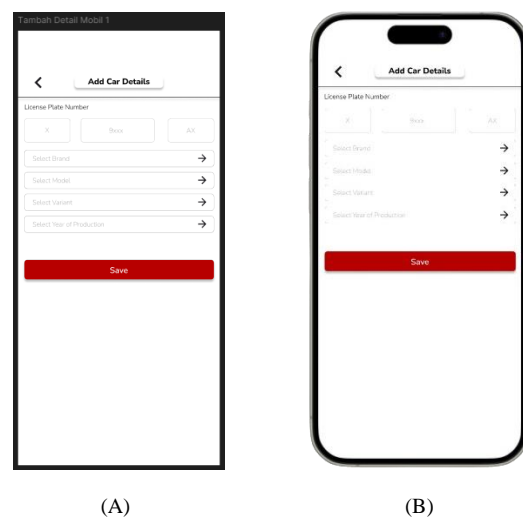 Tambah Detail Mobil 1
Add Car Details
License Plate Number
X
Bxxx
AX
Select Brand
Select Model
Select Variant
Select Year of Production
Save
(A)
Add Car Details
License Plate Number
X
AX
Select Brand
Select Model
Select Variant
Select Year of Production
Save
(B)